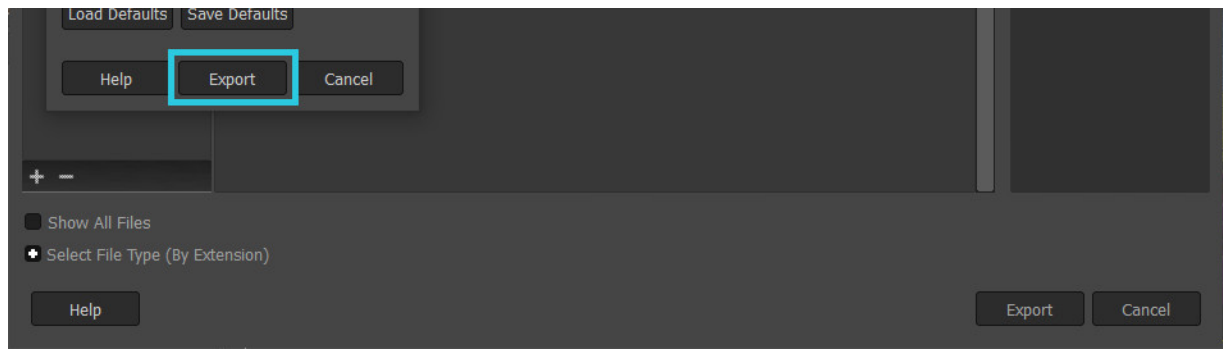 Load Defaults Save Defaults
Help Export Cancel
Show All Files
Select File Type (By Extension)
Help Export Cancel